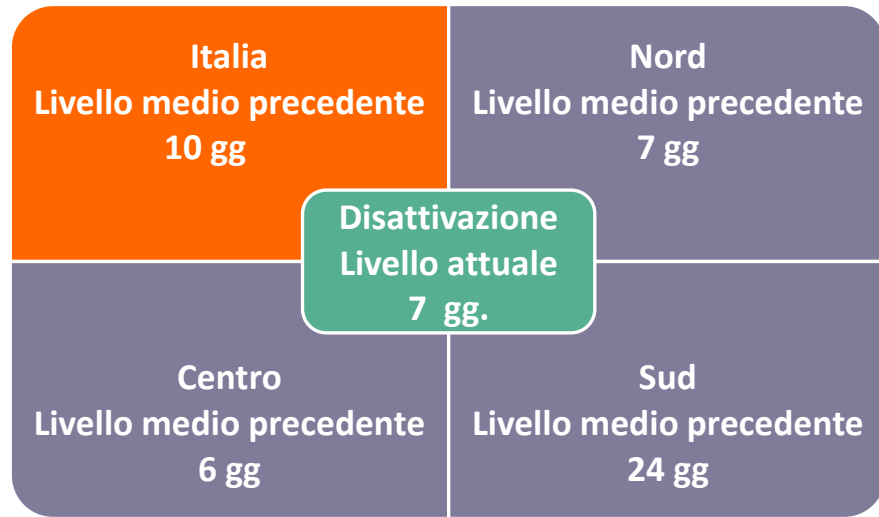 Italia
Livello medio precedente
10 gg
Nord
Livello medio precedente
7 gg
Disattivazione
Livello attuale
7 gg.
Centro
Livello medio precedente
6 gg
Sud
Livello medio precedente
24 gg